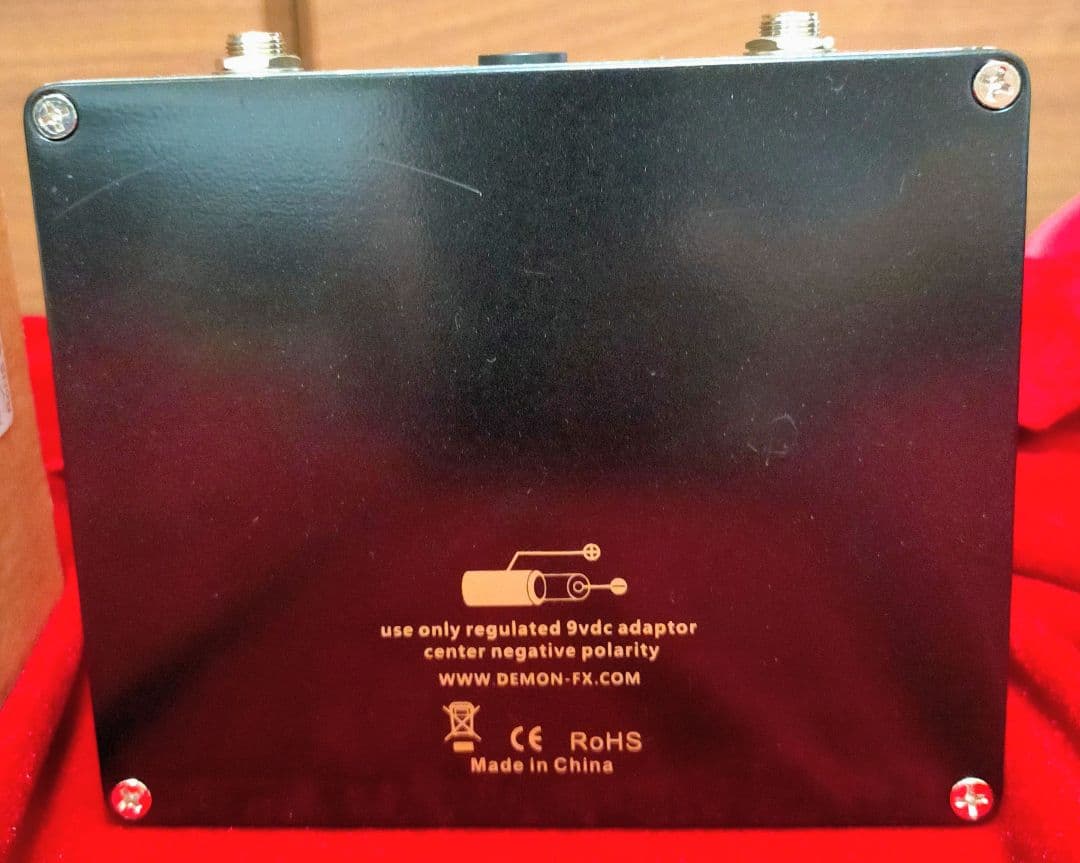 use only regulated 9vdc adaptor
center negative polarity
WWW.DEMON-FX.COM
CE RoHS
Made in China